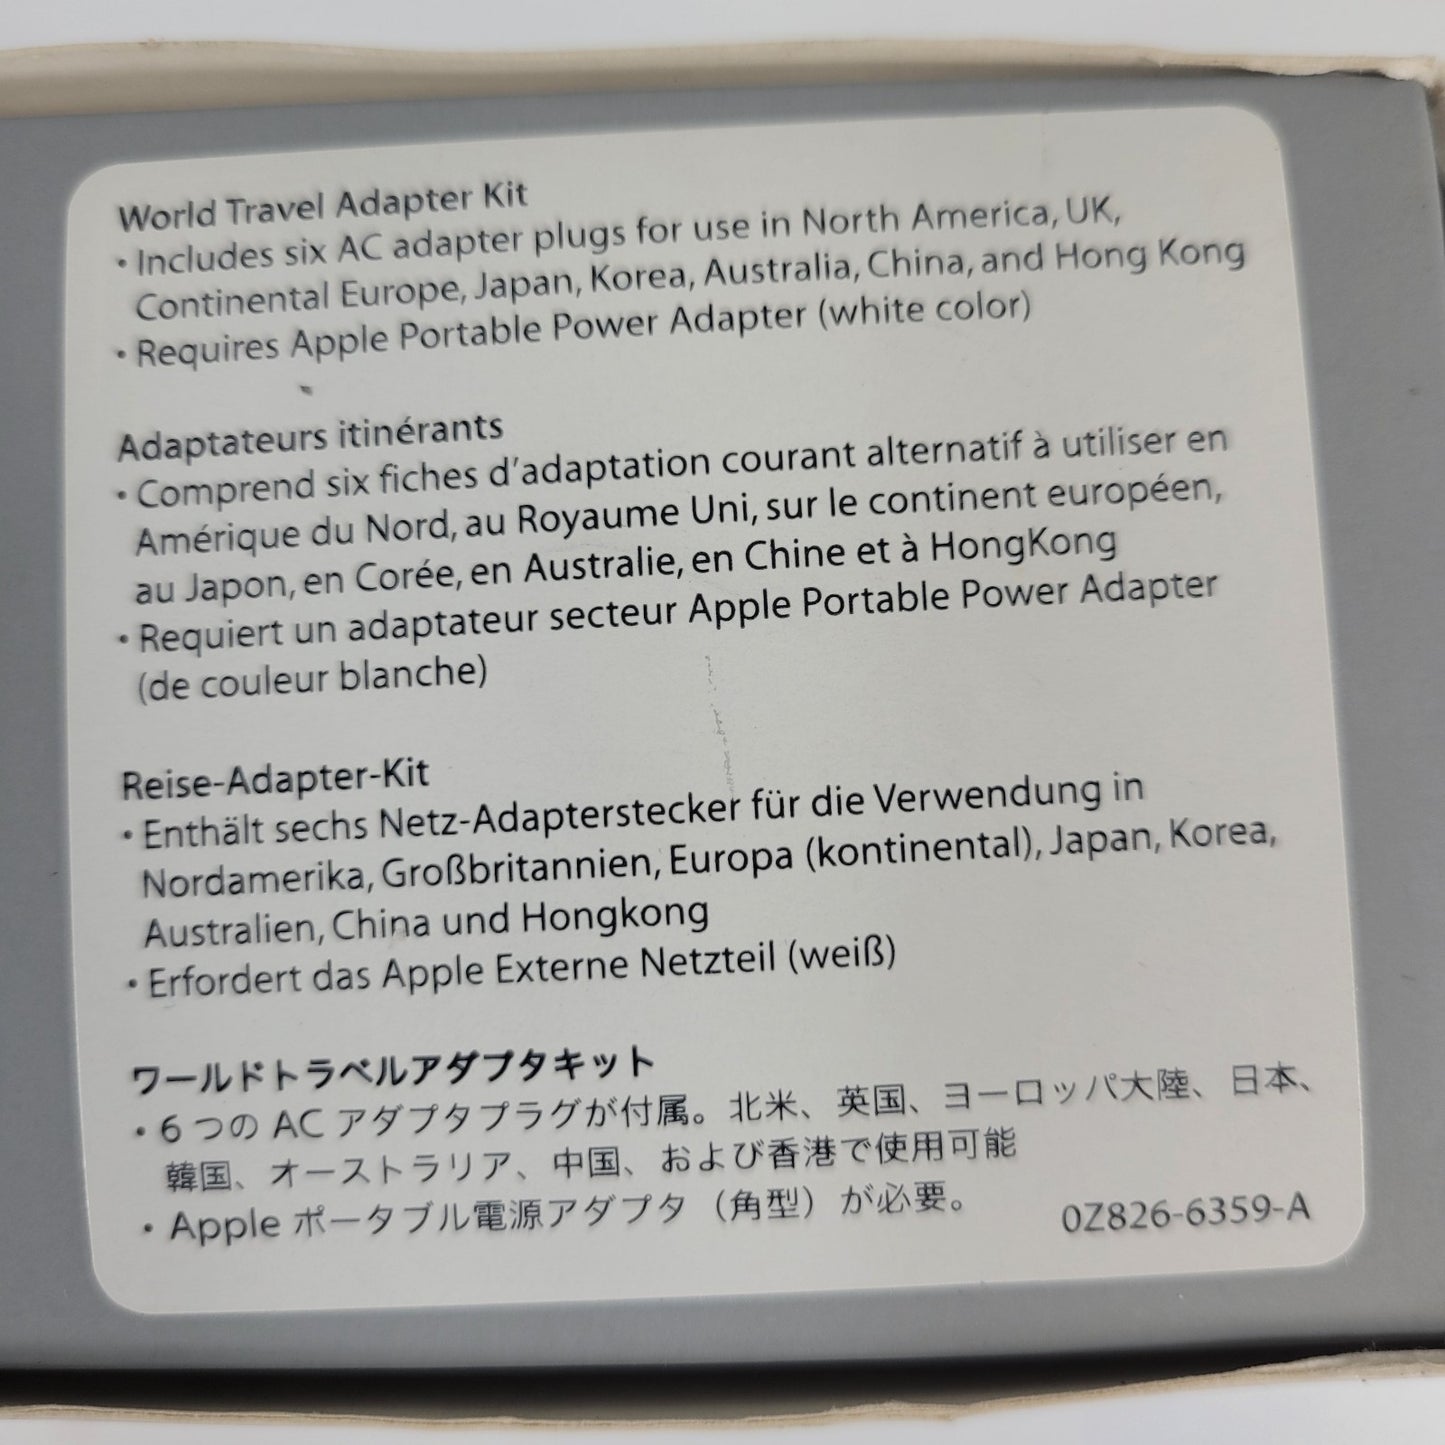 World Travel Adapter Kit
• Includes six AC adapter plugs for use in North America, UK,
Continental Europe, Japan, Korea, Australia, China, and Hong Kong
• Requires Apple Portable Power Adapter (white color)
Adaptateurs itinérants
• Comprend six fiches d’adaptation courant alternatif à utiliser en
Amérique du Nord, au Royaume Uni, sur le continent européen,
au Japon, en Corée, en Australie, en Chine et à HongKong
• Requiert un adaptateur secteur Apple Portable Power Adapter
(de couleur blanche)
Reise-Adapter-Kit
• Enthält sechs Netz-Adapterstecker für die Verwendung in
Nordamerika, Großbritannien, Europa (kontinental), Japan, Korea,
Australien, China und Hongkong
• Erfordert das Apple Externe Netzteil (weiß)
ワールドトラベルアダプタキット
• 6 つの AC アダプタプラグが付属。北米、英国、ヨーロッパ大陸、日本、
韓国、オーストラリア、中国、および香港で使用可能
• Apple ポータブル電源アダプタ（角型）が必要。
0Z826-6359-A